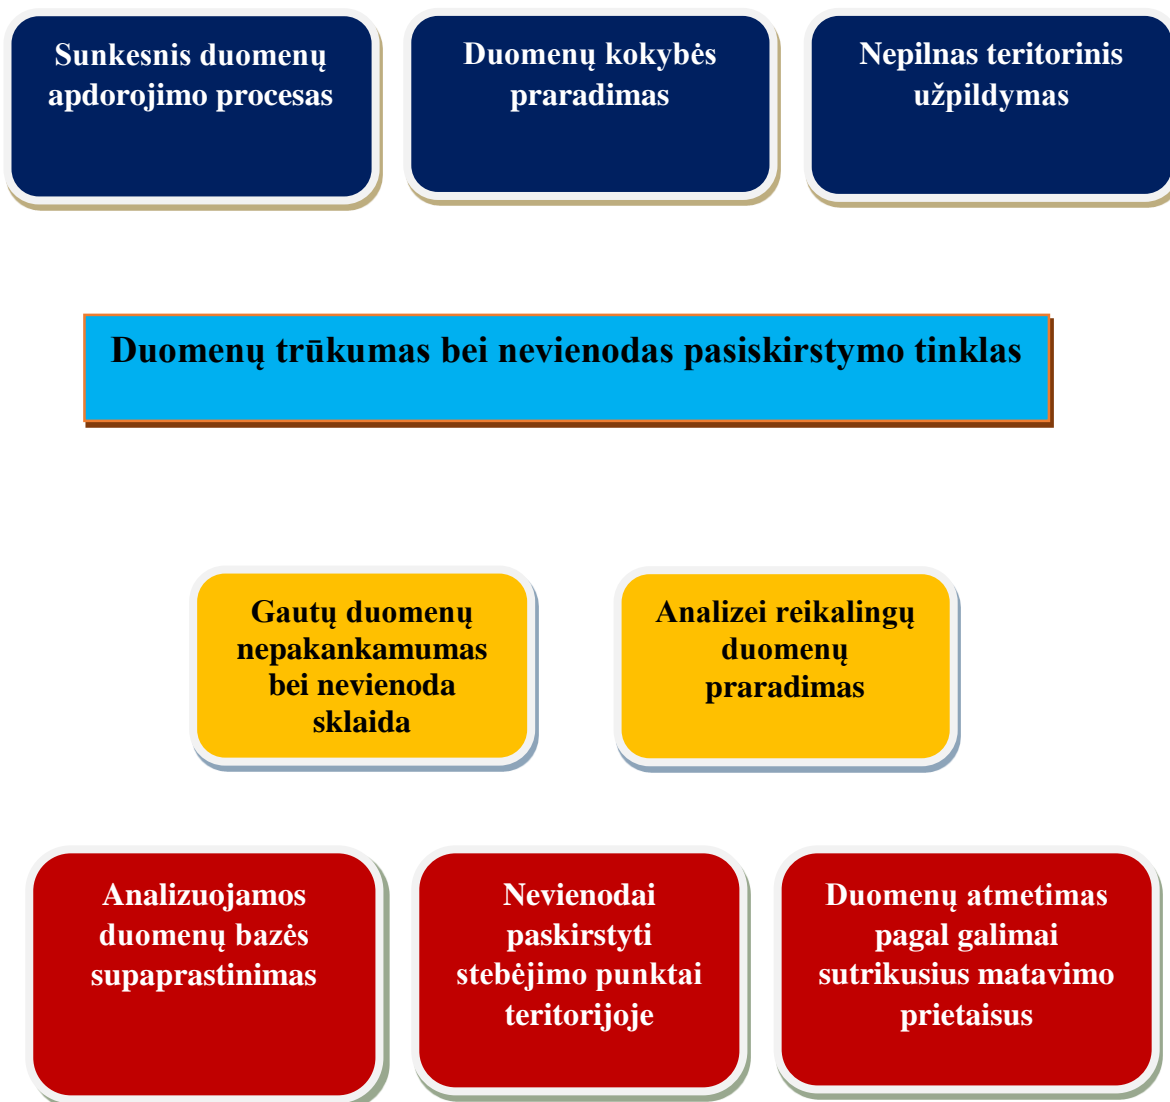 Sunkesnis duomenų
apdorojimo procesas
Duomenų kokybės
praradimas
Nepilnas teritorinis
užpildymas
Duomenų trūkumas bei nevienodas pasiskirstymo tinklas
Gautų duomenų
nepakankamumas
bei nevienoda
sklaida
Analizei reikalingų
duomenų
praradimas
Analizuojamos
duomenų bazės
supaprastinimas
Nevienodai
paskirstyti
stebėjimo punktai
teritorijoje
Duomenų atmetimas
pagal galimai
sutrikusius matavimo
prietaisus